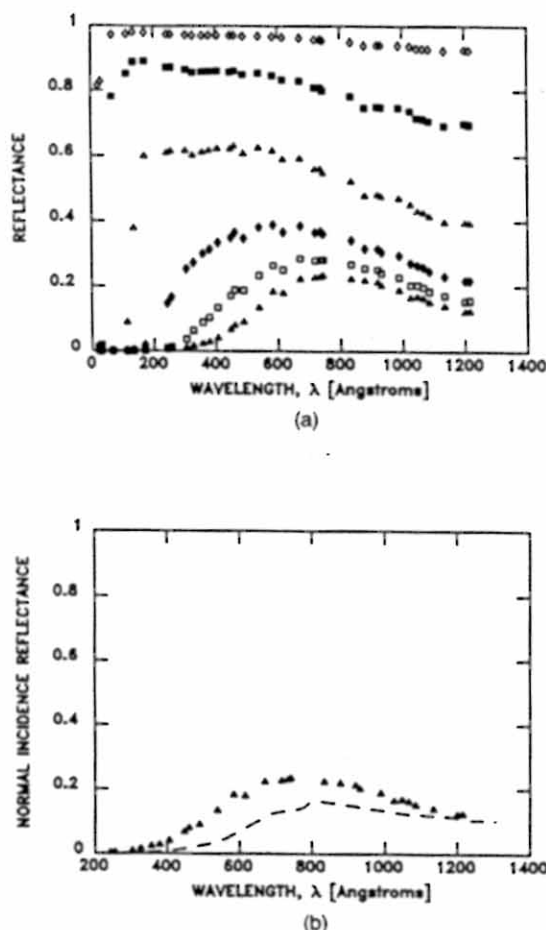 1
0.8
0.6
0.4
0.2
0
REFLECTANCE
0 200 400 600 800 1000 1200 1400
WAVELENGTH, λ [Angstroms]
(a)
1
0.8
0.6
0.4
0.2
0
NORMAL INCIDENCE REFLECTANCE
200 400 600 800 1000 1200 1400
WAVELENGTH, λ [Angstroms]
(b)